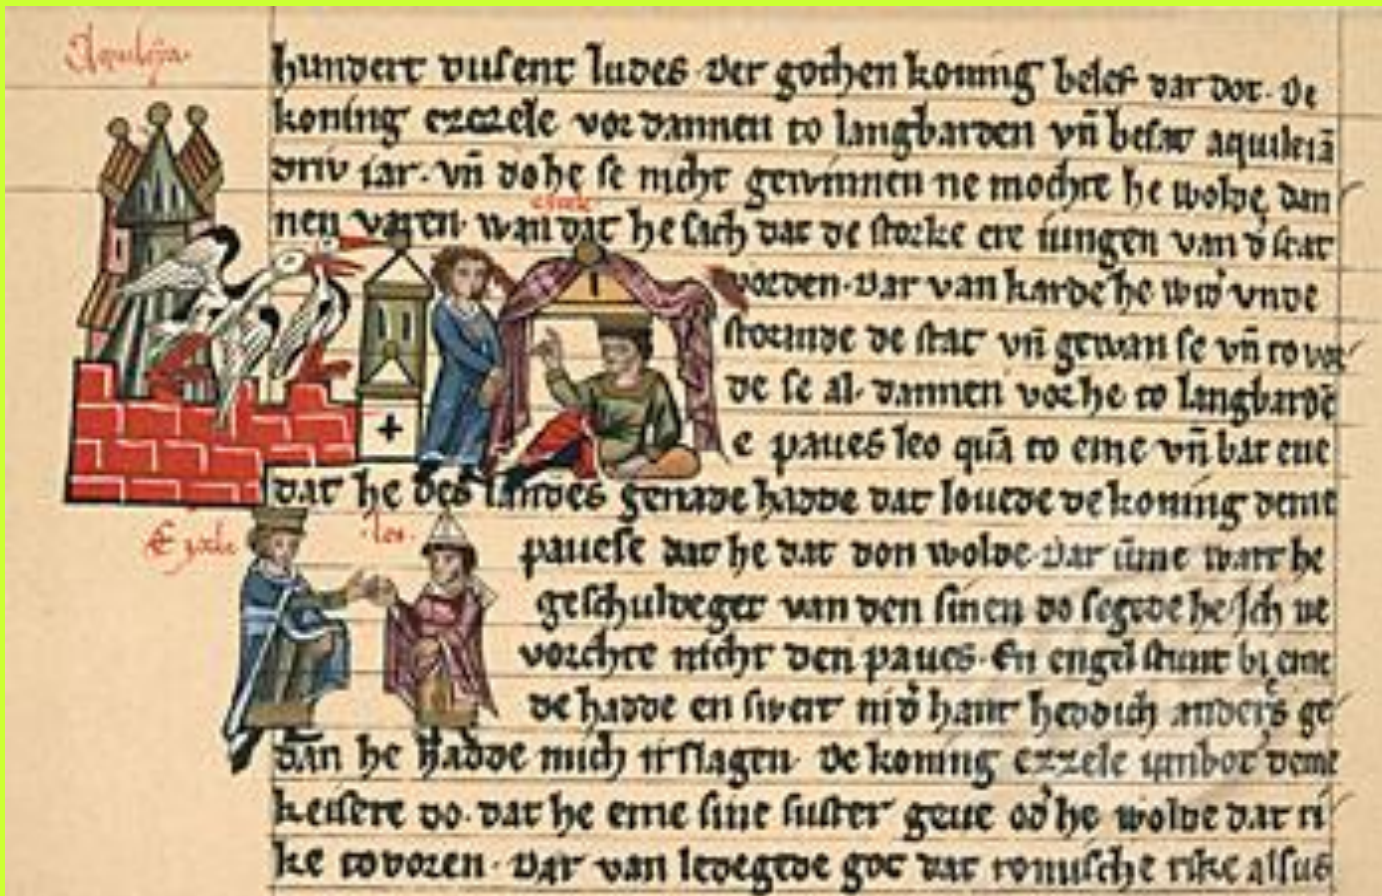 Aquileja.
hundert dusent ludes. Der gothen koning belef dar dot. De
koning ezzele vor dannen to langbarden vn̄ besat aquileiā
driv iar. vn̄ do he se nicht gewinnen ne mochte he wolde dan
ezzele
nen varen. wan dat he sach dat de storke ere iungen van d' stat
vorden. Dar van karde he wid' vnde
stormde de stat vn̄ gewan se vn̄ to vor
de se al. dannen vor he to langbardē
e paues leo quā to eme vn̄ bat ene
dat he des landes genade hadde dat louede de koning deme
Ezzele leo.
pauese dat he dat don wolde. Dar ūme wart he
geschuldeget van den sinen do segede he. Ich ne
vorchte nicht den paues. En engel stunt bi eme
de hadde en swert in d' hant hedd ich anders ge
dan he hadde mich irslagen. De koning ezzele unbot deme
keisere do. dat he eme sine suster geue od' he wolde dat ri
ke tovoren. Dar van ledegede got dat romische rike alsus